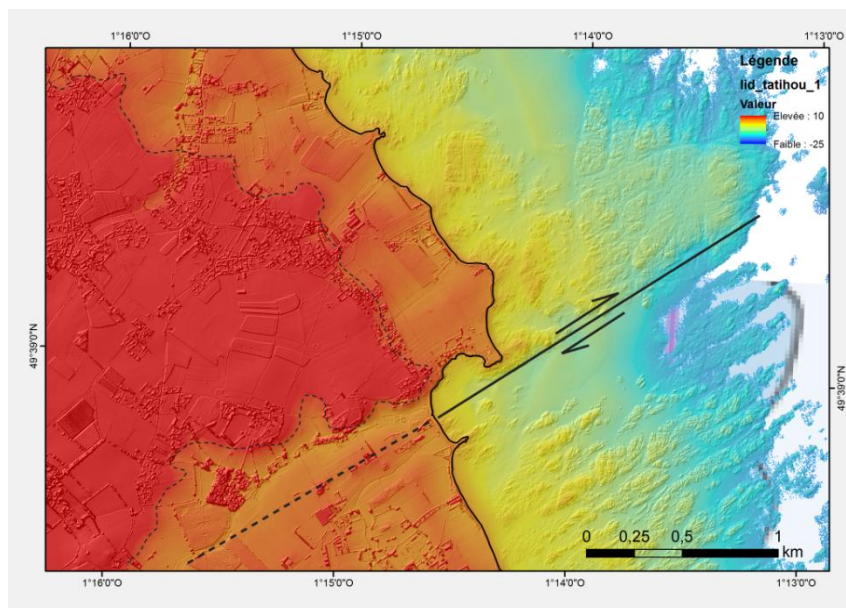 1°16'0"O 1°15'0"O 1°14'0"O 1°13'0"O
Légende
lid_tatihou_1
Valeur
Elevée : 10
Faible : -25
49°39'0"N
49°39'0"N
0 0,25 0,5 1
km
1°16'0"O 1°15'0"O 1°14'0"O 1°13'0"O